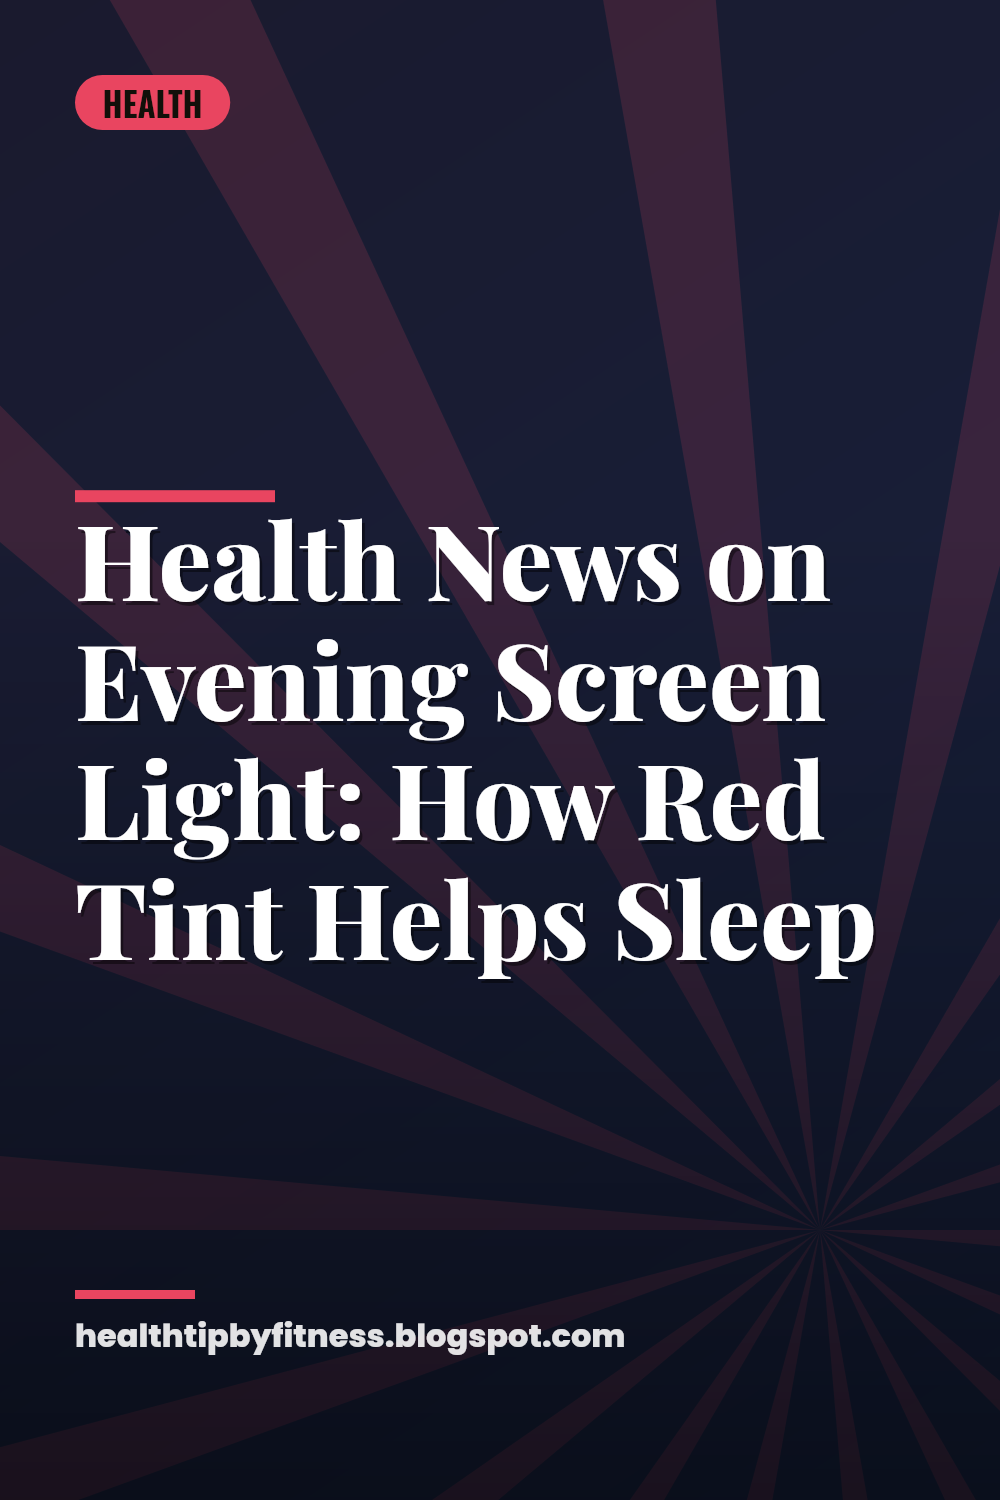 HEALTH
Health News on
Evening Screen
Light: How Red
Tint Helps Sleep
healthtipbyfitness.blogspot.com